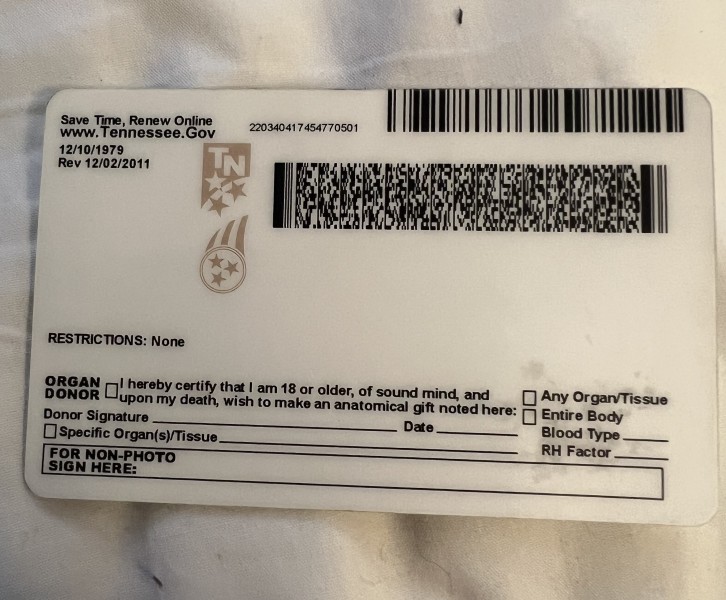 Save Time, Renew Online
www.Tennessee.Gov
220340417454770501
12/10/1979
Rev 12/02/2011
TN
RESTRICTIONS: None
ORGAN DONOR
I hereby certify that I am 18 or older, of sound mind, and
upon my death, wish to make an anatomical gift noted here:
Any Organ/Tissue
Entire Body
Donor Signature Date
Blood Type
Specific Organ(s)/Tissue
RH Factor
FOR NON-PHOTO
SIGN HERE: